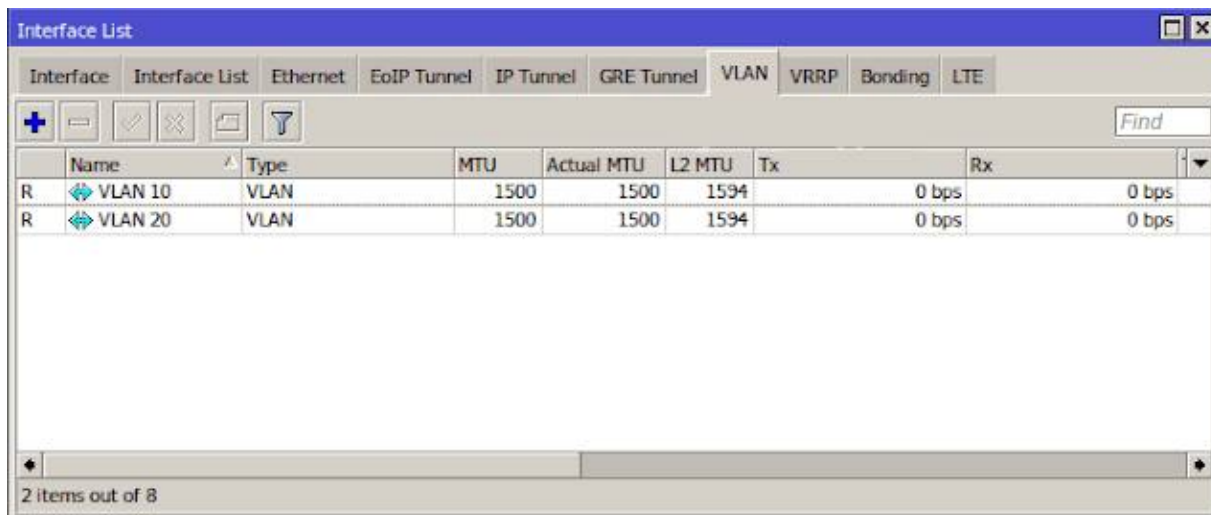 Interface List
Interface Interface List Ethernet EoIP Tunnel IP Tunnel GRE Tunnel VLAN VRRP Bonding LTE
Find
Name Type MTU Actual MTU L2 MTU Tx Rx
R VLAN 10 VLAN 1500 1500 1594 0 bps 0 bps
R VLAN 20 VLAN 1500 1500 1594 0 bps 0 bps
2 items out of 8